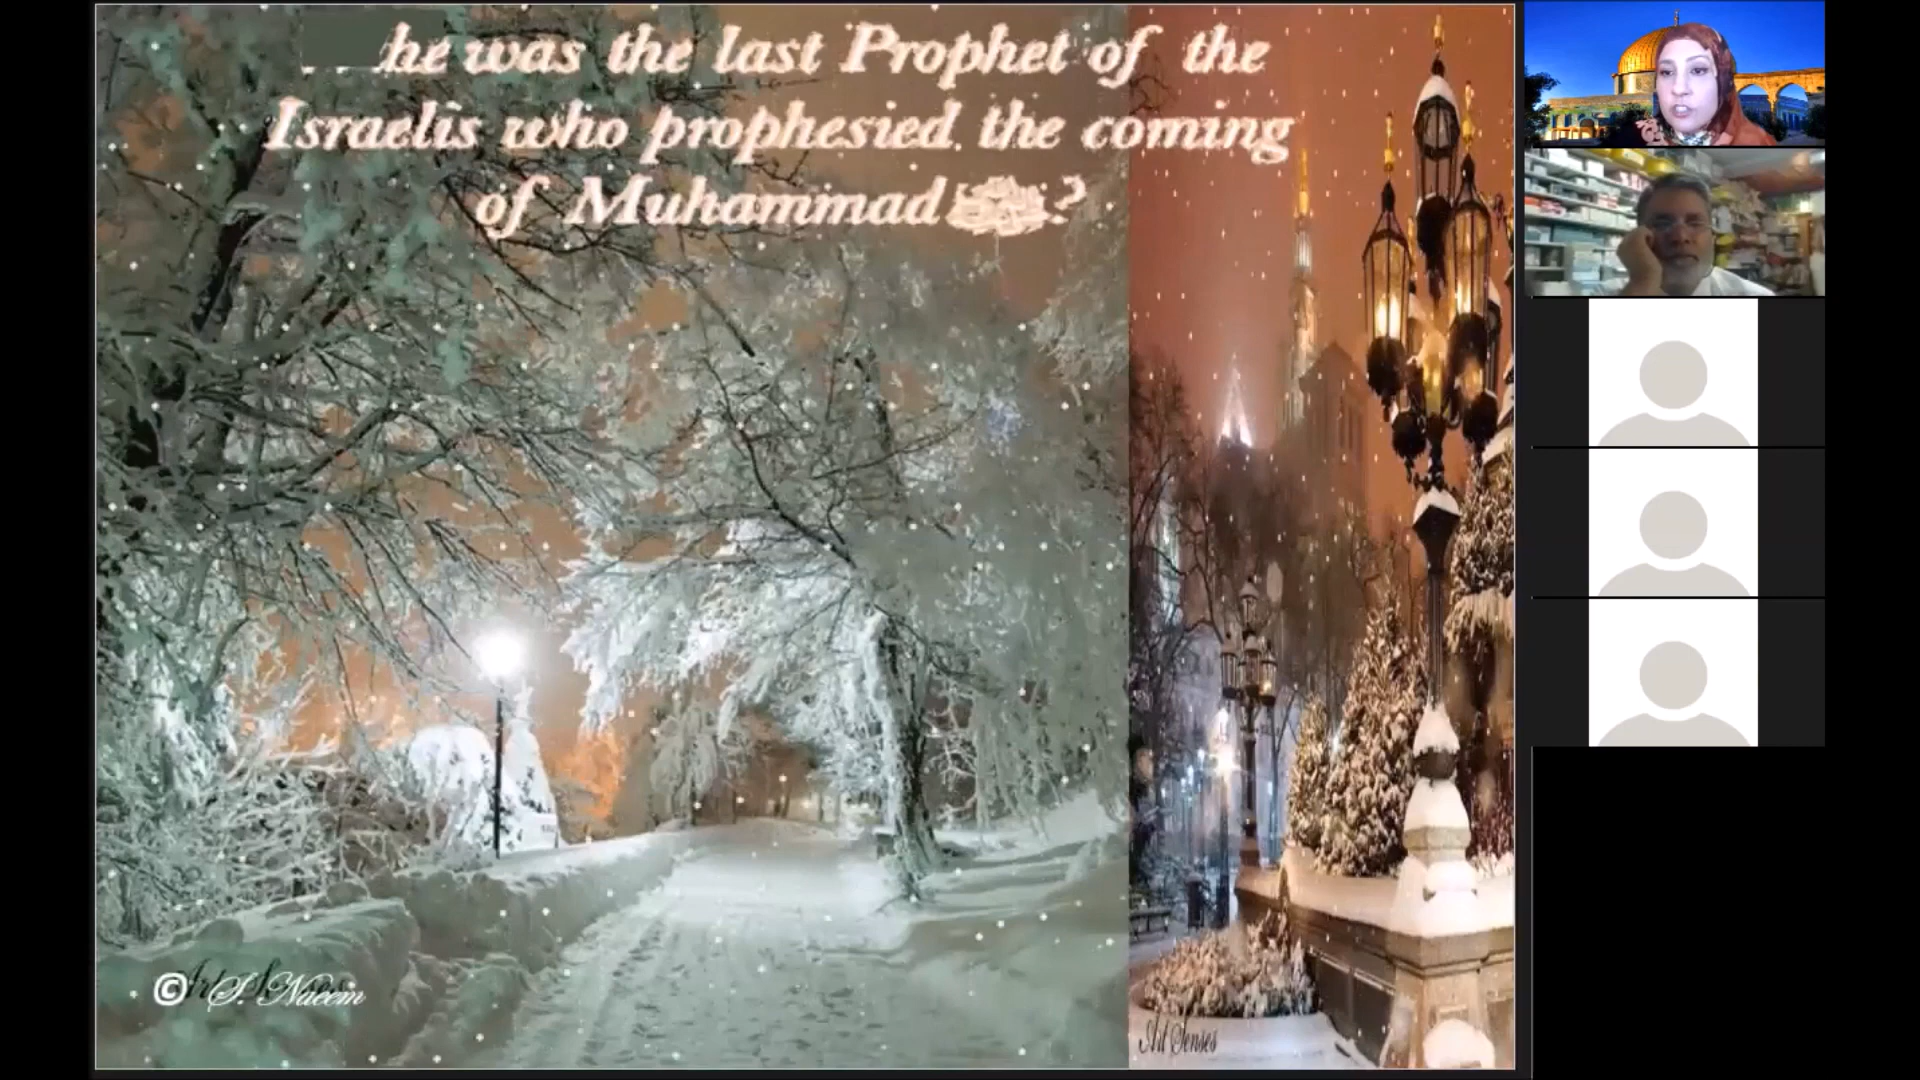 he was the last Prophet of the
Israelis who prophesied the coming
of Muhammad ﷺ?
© S. Naeem
Art Senses